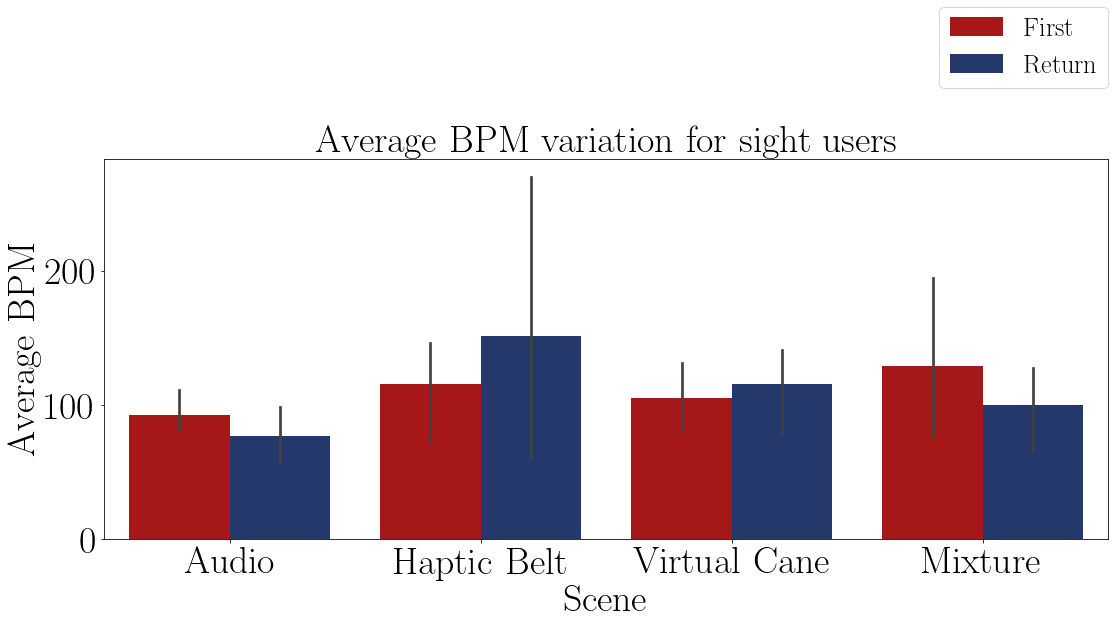 First
Return
Average BPM variation for sight users
Average BPM
200
100
0
Audio
Haptic Belt
Virtual Cane
Mixture
Scene